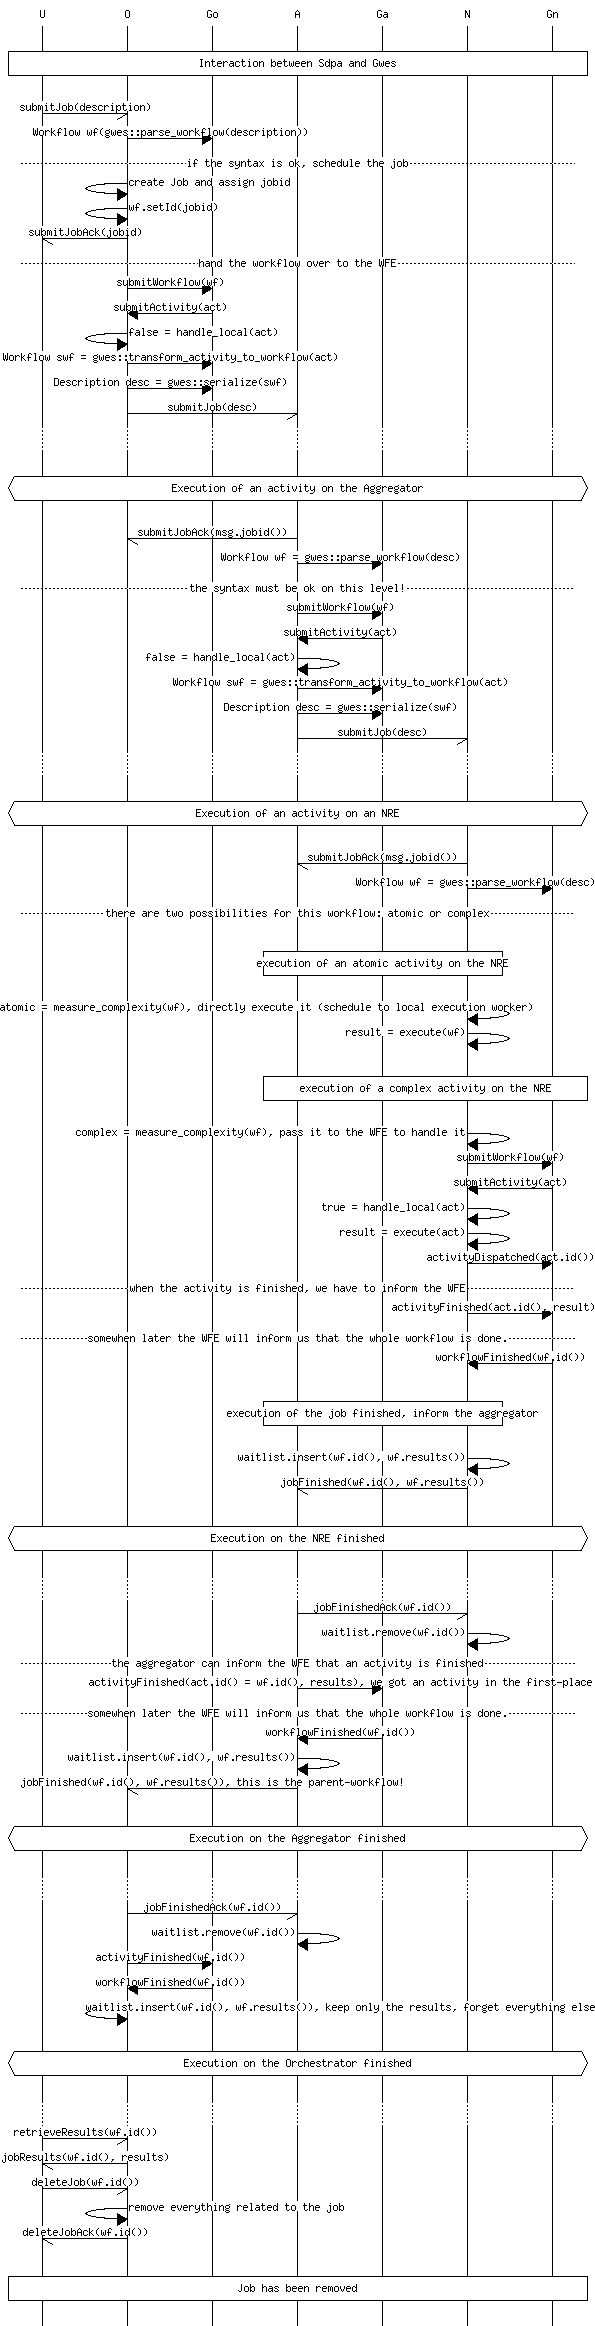 U O Go A Ga N Gn
Interaction between Sdpa and Gwes
submitJob(description)
Workflow wf(gwes::parse_workflow(description))
if the syntax is ok, schedule the job
create Job and assign jobid
wf.setId(jobid)
submitJobAck(jobid)
hand the workflow over to the WFE
submitWorkflow(wf)
submitActivity(act)
false = handle_local(act)
Workflow swf = gwes::transform_activity_to_workflow(act)
Description desc = gwes::serialize(swf)
submitJob(desc)
Execution of an activity on the Aggregator
submitJobAck(msg.jobid())
Workflow wf = gwes::parse_workflow(desc)
the syntax must be ok on this level!
submitWorkflow(wf)
submitActivity(act)
false = handle_local(act)
Workflow swf = gwes::transform_activity_to_workflow(act)
Description desc = gwes::serialize(swf)
submitJob(desc)
Execution of an activity on an NRE
submitJobAck(msg.jobid())
Workflow wf = gwes::parse_workflow(desc)
there are two possibilities for this workflow: atomic or complex
execution of an atomic activity on the NRE
atomic = measure_complexity(wf), directly execute it (schedule to local execution worker)
result = execute(wf)
execution of a complex activity on the NRE
complex = measure_complexity(wf), pass it to the WFE to handle it
submitWorkflow(wf)
submitActivity(act)
true = handle_local(act)
result = execute(act)
activityDispatched(act.id())
when the activity is finished, we have to inform the WFE
activityFinished(act.id(), result)
somewhen later the WFE will inform us that the whole workflow is done.
workflowFinished(wf.id())
execution of the job finished, inform the aggregator
waitlist.insert(wf.id(), wf.results())
jobFinished(wf.id(), wf.results())
Execution on the NRE finished
jobFinishedAck(wf.id())
waitlist.remove(wf.id())
the aggregator can inform the WFE that an activity is finished
activityFinished(act.id() = wf.id(), results), we got an activity in the first-place
somewhen later the WFE will inform us that the whole workflow is done.
workflowFinished(wf.id())
waitlist.insert(wf.id(), wf.results())
jobFinished(wf.id(), wf.results()), this is the parent-workflow!
Execution on the Aggregator finished
jobFinishedAck(wf.id())
waitlist.remove(wf.id())
activityFinished(wf.id())
workflowFinished(wf.id())
waitlist.insert(wf.id(), wf.results()), keep only the results, forget everything else
Execution on the Orchestrator finished
retrieveResults(wf.id())
jobResults(wf.id(), results)
deleteJob(wf.id())
remove everything related to the job
deleteJobAck(wf.id())
Job has been removed